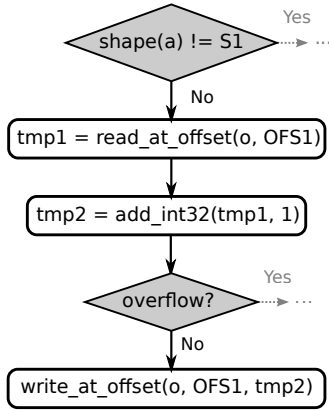 shape(a) != S1
Yes
...
No
tmp1 = read_at_offset(o, OFS1)
tmp2 = add_int32(tmp1, 1)
overflow?
Yes
...
No
write_at_offset(o, OFS1, tmp2)